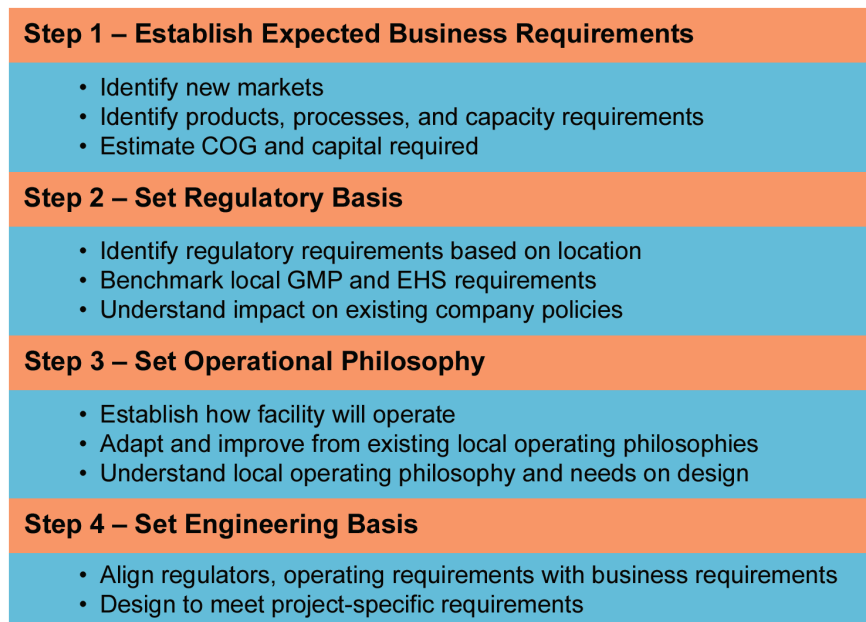 Step 1 – Establish Expected Business Requirements
• Identify new markets
• Identify products, processes, and capacity requirements
• Estimate COG and capital required
Step 2 – Set Regulatory Basis
• Identify regulatory requirements based on location
• Benchmark local GMP and EHS requirements
• Understand impact on existing company policies
Step 3 – Set Operational Philosophy
• Establish how facility will operate
• Adapt and improve from existing local operating philosophies
• Understand local operating philosophy and needs on design
Step 4 – Set Engineering Basis
• Align regulators, operating requirements with business requirements
• Design to meet project-specific requirements